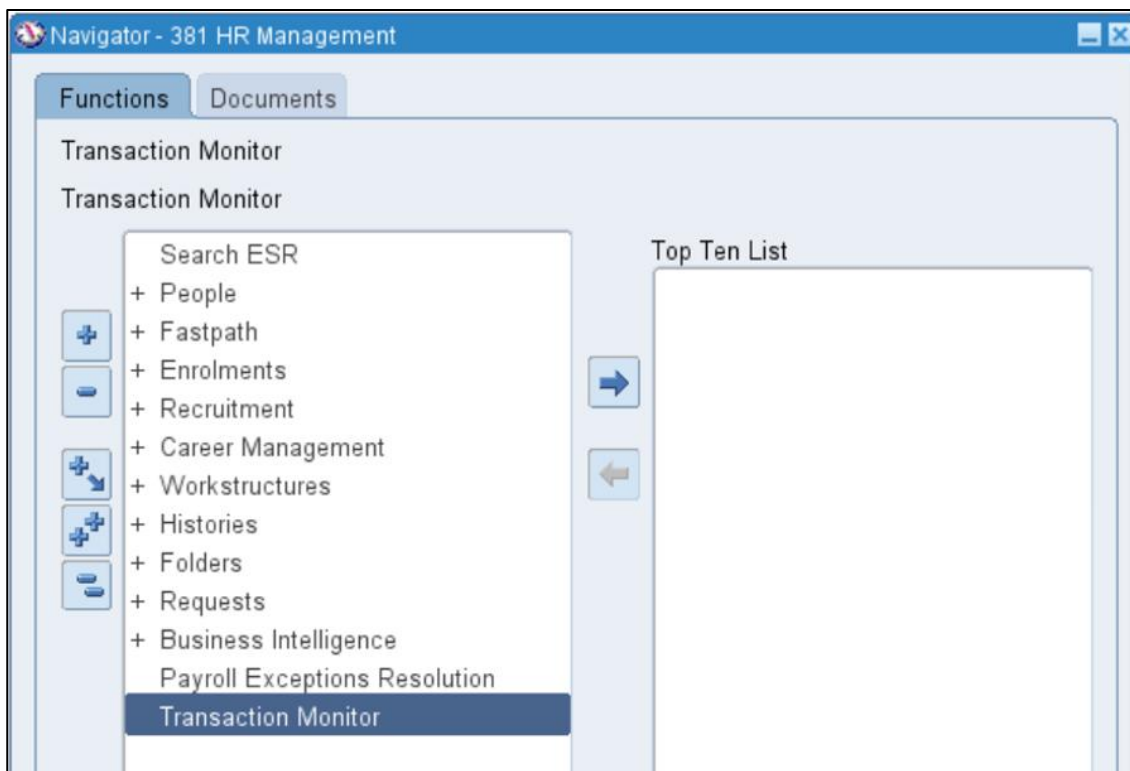 Navigator - 381 HR Management
Functions Documents
Transaction Monitor
Transaction Monitor
Search ESR
+ People
+ Fastpath
+ Enrolments
+ Recruitment
+ Career Management
+ Workstructures
+ Histories
+ Folders
+ Requests
+ Business Intelligence
Payroll Exceptions Resolution
Transaction Monitor
Top Ten List